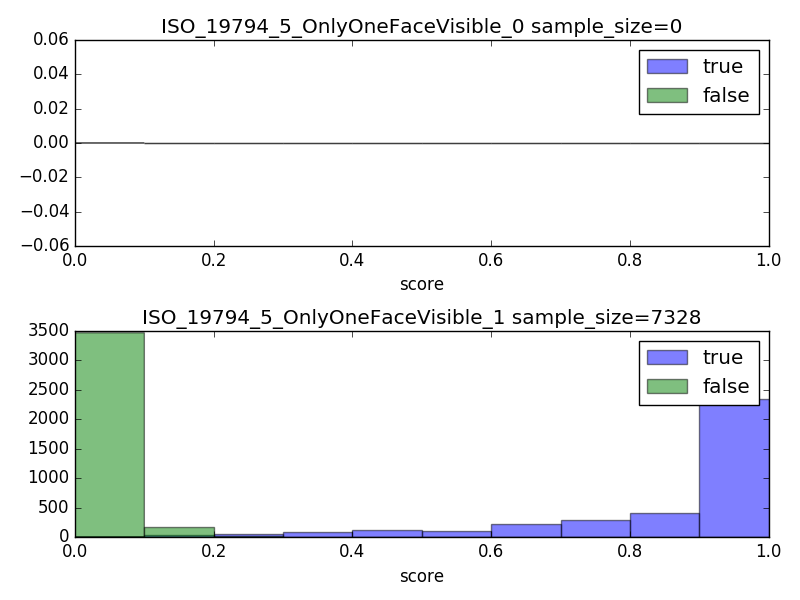 ISO_19794_5_OnlyOneFaceVisible_0 sample_size=0
0.06
0.04
0.02
0.00
−0.02
−0.04
−0.06
true
false
0.0 0.2 0.4 0.6 0.8 1.0
score
ISO_19794_5_OnlyOneFaceVisible_1 sample_size=7328
3500
3000
2500
2000
1500
1000
500
0
true
false
0.0 0.2 0.4 0.6 0.8 1.0
score